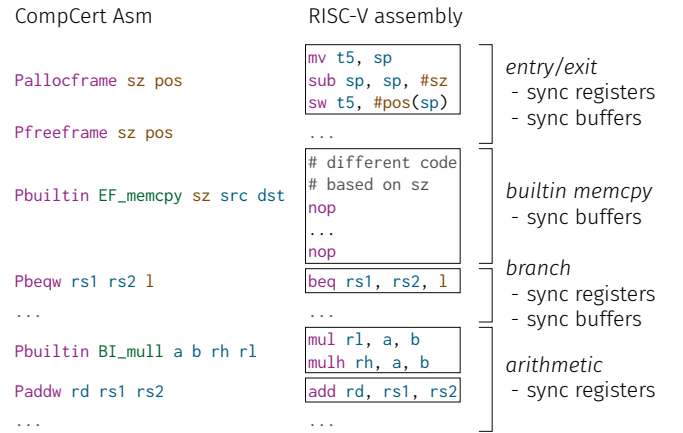 CompCert Asm RISC-V assembly
mv t5, sp
Pallocframe sz pos sub sp, sp, #sz
sw t5, #pos(sp)
Pfreeframe sz pos ...
entry/exit
- sync registers
- sync buffers
# different code
# based on sz
Pbuiltin EF_memcpy sz src dst nop
...
nop
builtin memcpy
- sync buffers
Pbeqw rs1 rs2 l beq rs1, rs2, l
... ...
branch
- sync registers
- sync buffers
mul rl, a, b
Pbuiltin BI_mull a b rh rl mulh rh, a, b
Paddw rd rs1 rs2 add rd, rs1, rs2
... ...
arithmetic
- sync registers